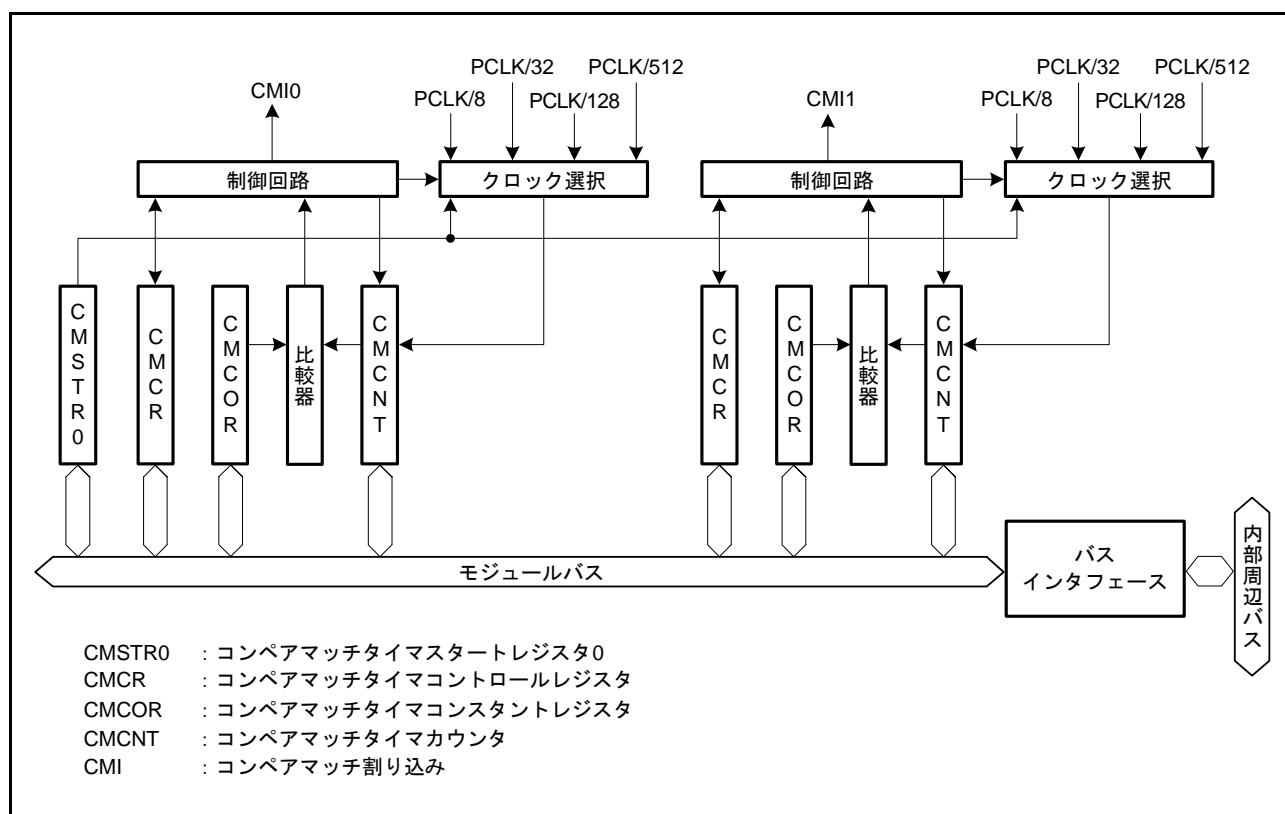 PCLK/32 PCLK/512
CMI0 PCLK/8 PCLK/128
PCLK/32 PCLK/512
CMI1 PCLK/8 PCLK/128
制御回路
クロック選択
制御回路
クロック選択
CMSTR0
CMCR
CMCOR
比較器
CMCNT
CMCR
CMCOR
比較器
CMCNT
モジュールバス
バス
インタフェース
内部周辺バス
CMSTR0 : コンペアマッチタイマスタートレジスタ0
CMCR : コンペアマッチタイマコントロールレジスタ
CMCOR : コンペアマッチタイマコンスタントレジスタ
CMCNT : コンペアマッチタイマカウンタ
CMI : コンペアマッチ割り込み